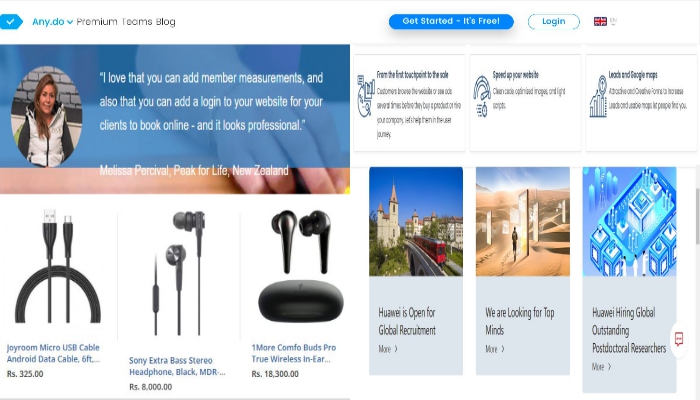 Any.do Premium Teams Blog
Get Started - It's Free!
Login
EN
“I love that you can add member measurements, and
also that you can add a login to your website for your
clients to book online - and it looks professional.”
Melissa Percival, Peak for Life, New Zealand
From the first touchpoint to the sale
Customers browse the website or see ads
several times before they buy a product or hire
your company. let's help them in the user
journey.
Speed up your website
Clean code, optimized images, and light
scripts.
Leads and Google maps
Attractive and Creative Forms to Increase
Leads and usable maps let people find you.
Joyroom Micro USB Cable
Android Data Cable, 6ft,...
Rs. 325.00
Sony Extra Bass Stereo
Headphone, Black, MDR-...
Rs. 8,000.00
1More Comfo Buds Pro
True Wireless In-Ear...
Rs. 18,300.00
Huawei is Open for
Global Recruitment
More >
We are Looking for Top
Minds
More >
Huawei Hiring Global
Outstanding
Postdoctoral Researchers
More >